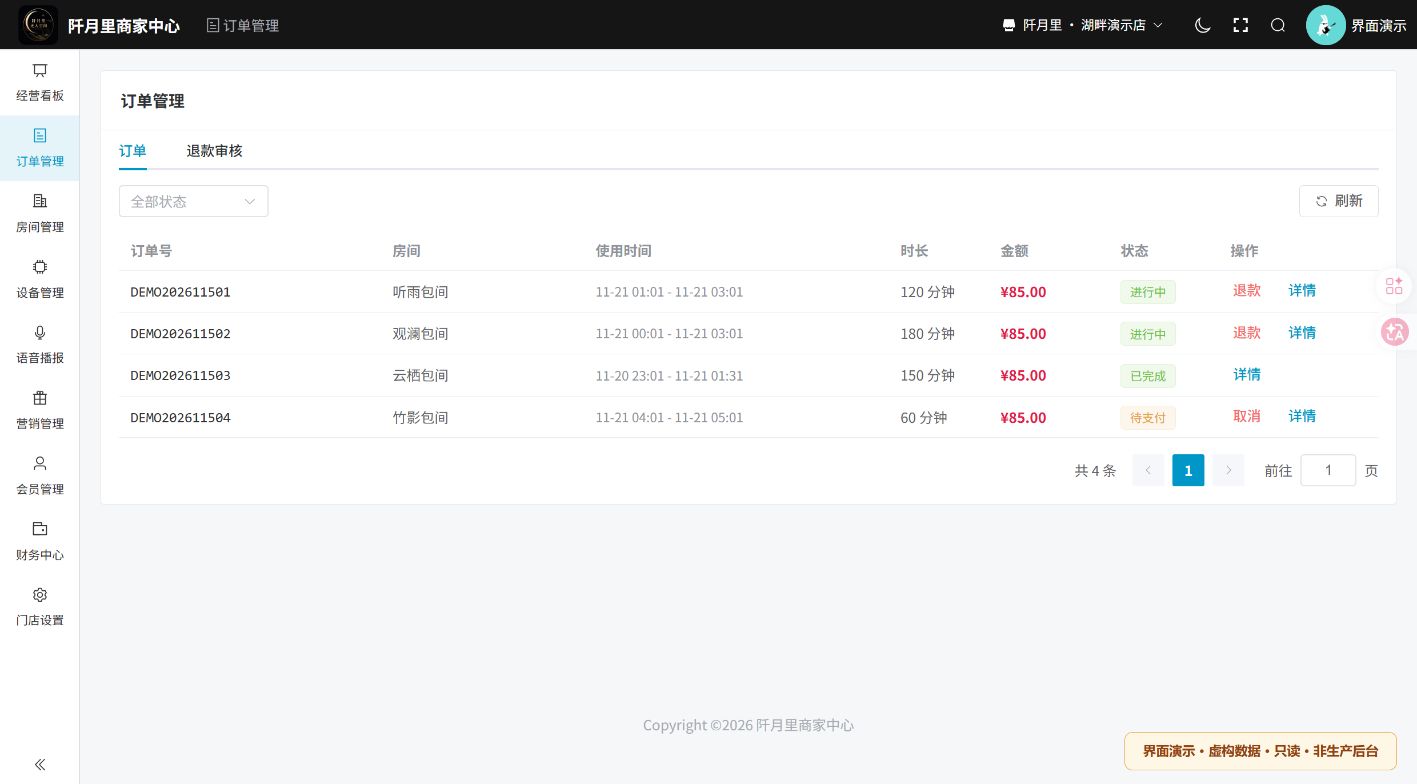 阡月里商家中心 订单管理 阡月里 · 湖畔演示店 界面演示
经营看板
订单管理
房间管理
设备管理
语音播报
营销管理
会员管理
财务中心
门店设置
订单管理
订单 退款审核
全部状态 刷新
订单号 房间 使用时间 时长 金额 状态 操作
DEMO202611501 听雨包间 11-21 01:01 - 11-21 03:01 120 分钟 ¥85.00 进行中 退款 详情
DEMO202611502 观澜包间 11-21 00:01 - 11-21 03:01 180 分钟 ¥85.00 进行中 退款 详情
DEMO202611503 云栖包间 11-20 23:01 - 11-21 01:31 150 分钟 ¥85.00 已完成 详情
DEMO202611504 竹影包间 11-21 04:01 - 11-21 05:01 60 分钟 ¥85.00 待支付 取消 详情
共 4 条 1 前往 1 页
Copyright ©2026 阡月里商家中心
界面演示 · 虚构数据 · 只读 · 非生产后台